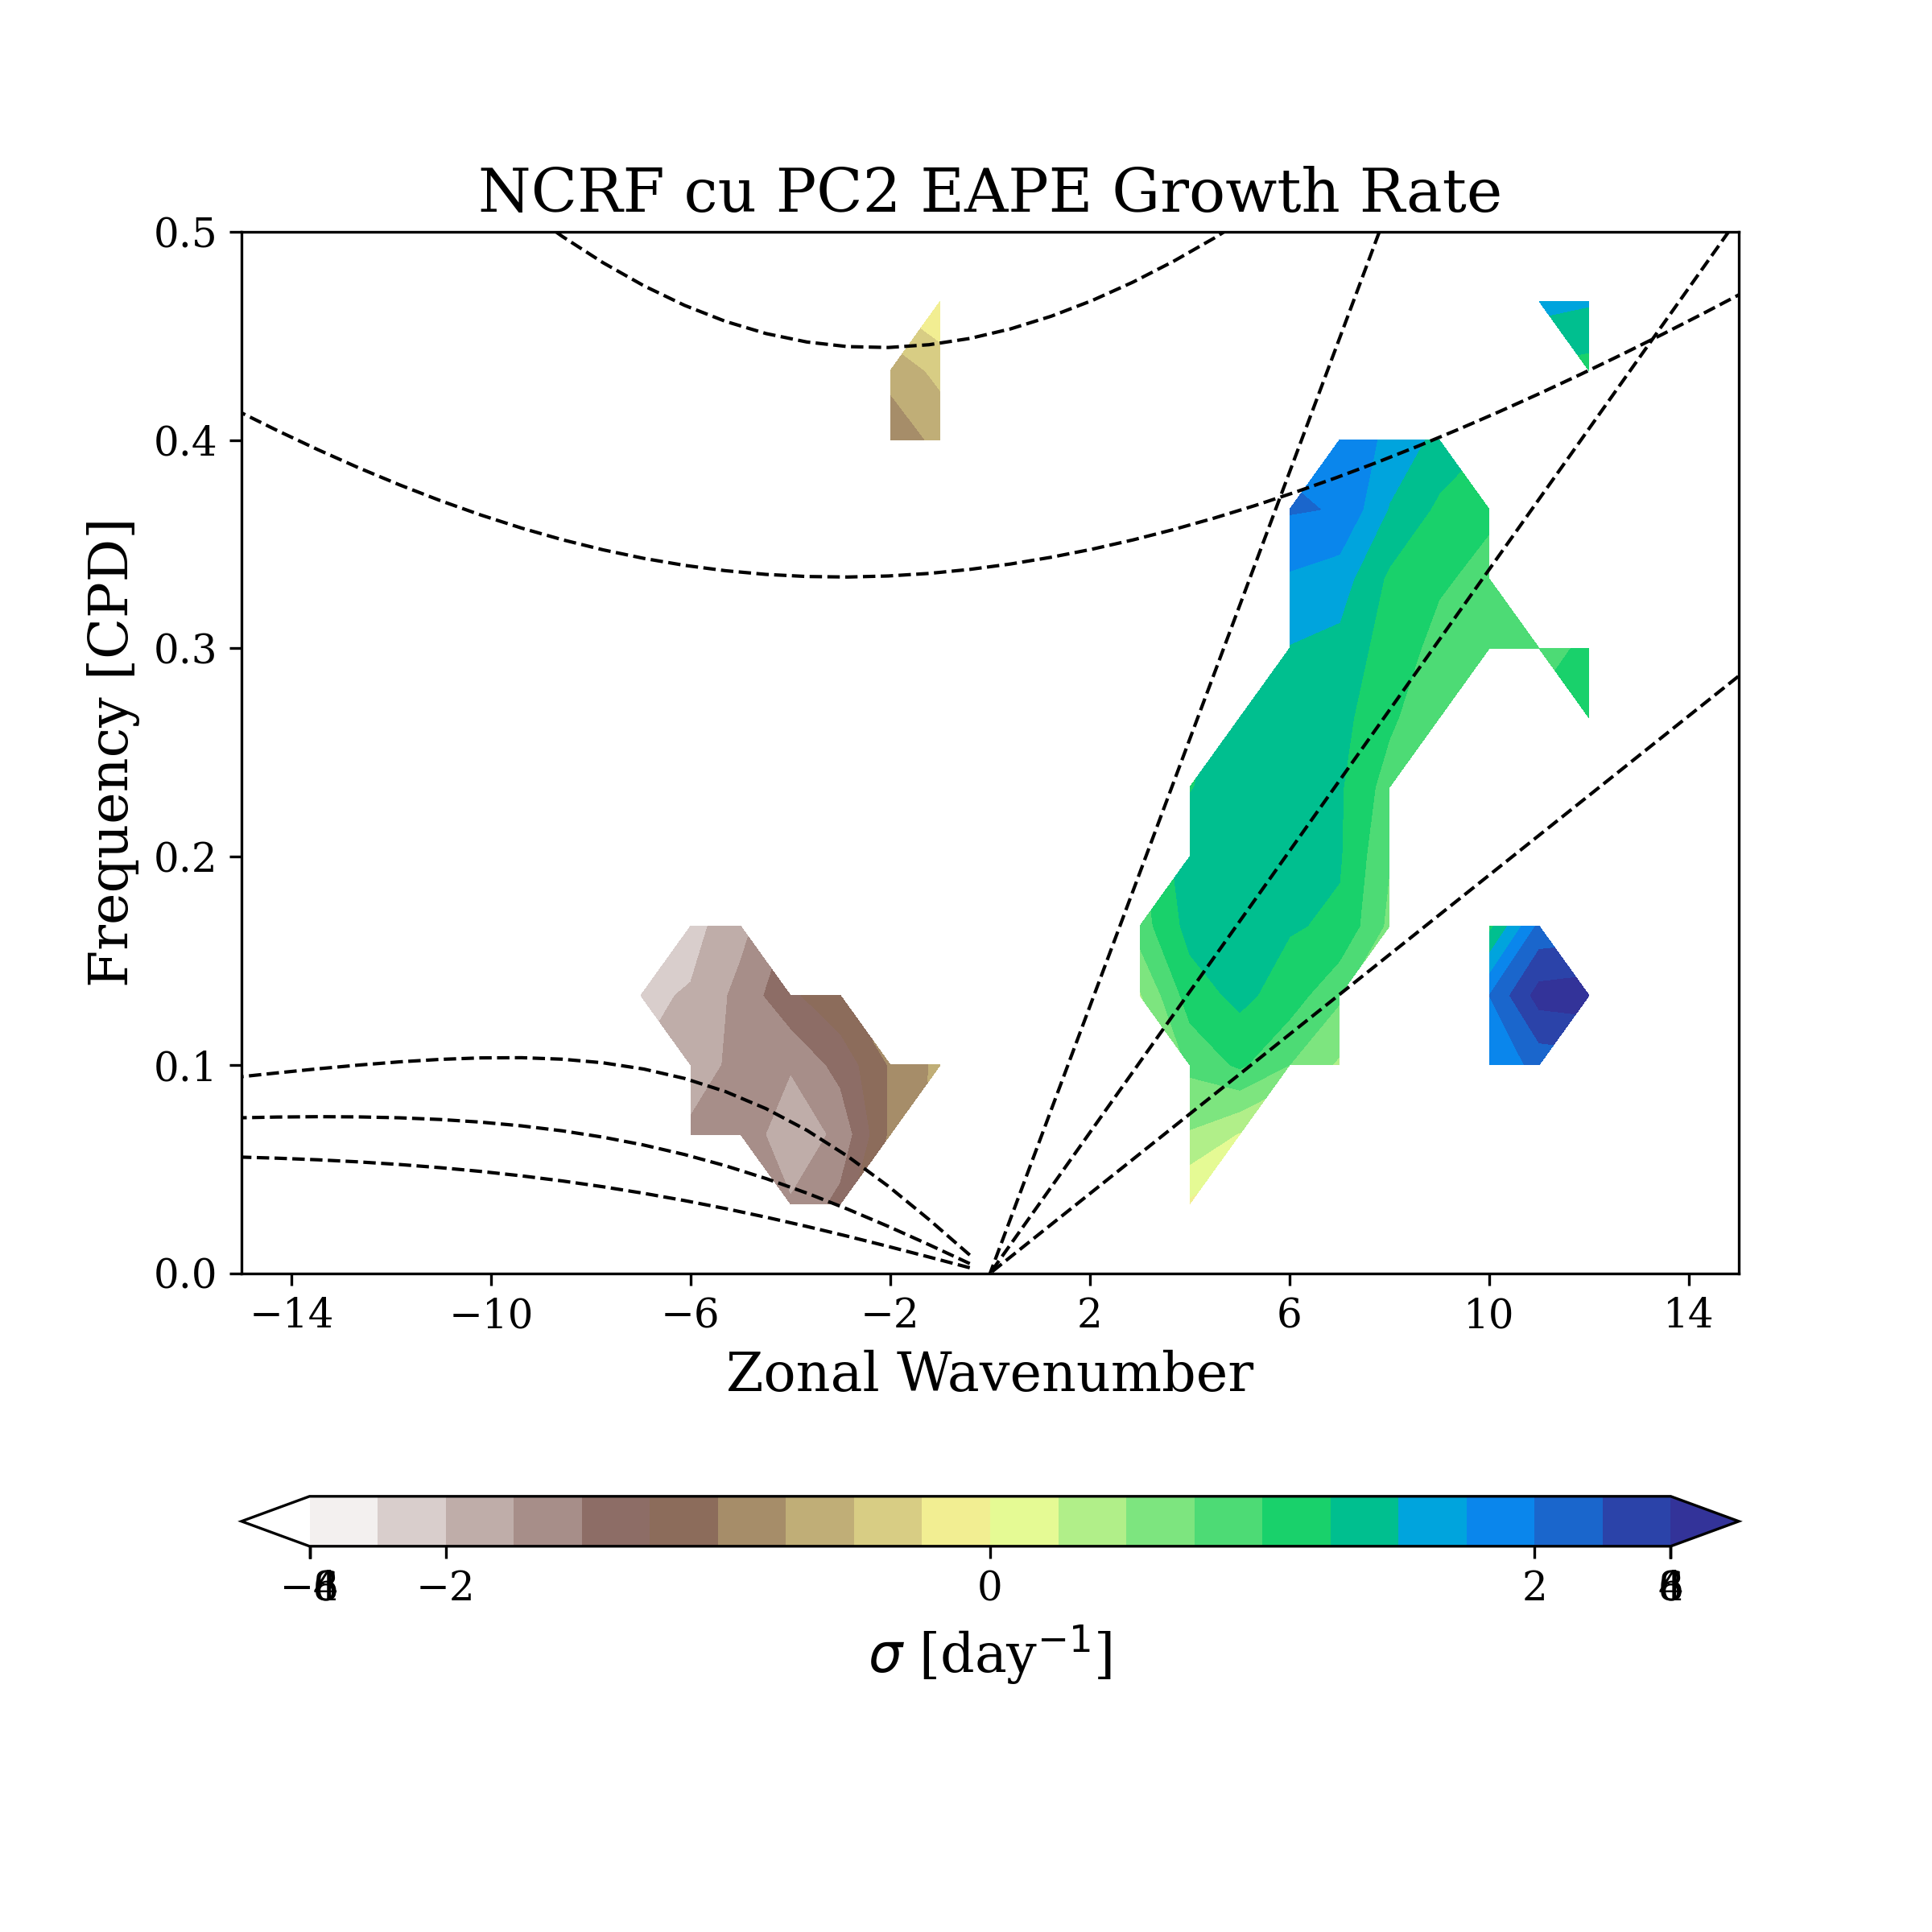 NCRF cu PC2 EAPE Growth Rate
0.5
0.4
0.3
0.2
0.1
0.0
Frequency [CPD]
−14 −10 −6 −2 2 6 10 14
Zonal Wavenumber
−2 0 2
σ [day⁻¹]